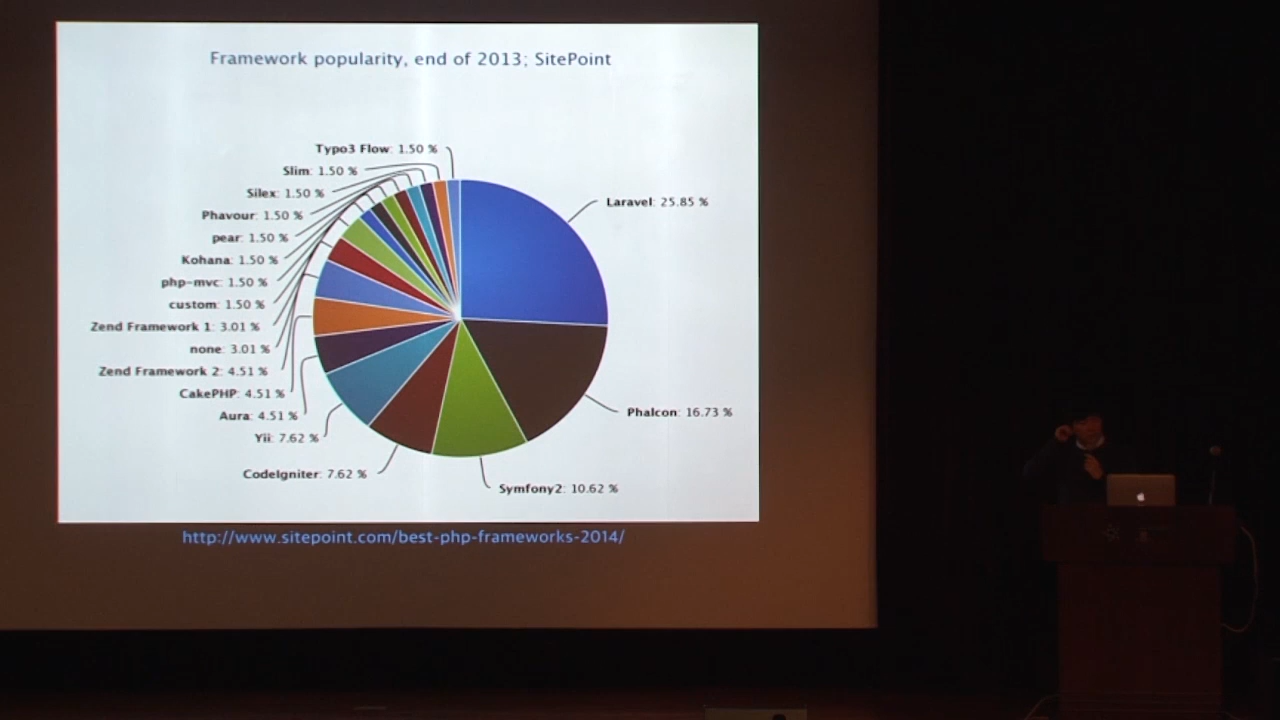 Framework popularity, end of 2013; SitePoint
Typo3 Flow: 1.50 %
Slim: 1.50 %
Silex: 1.50 %
Phavour: 1.50 %
pear: 1.50 %
Kohana: 1.50 %
php-mvc: 1.50 %
custom: 1.50 %
Zend Framework 1: 3.01 %
none: 3.01 %
Zend Framework 2: 4.51 %
CakePHP: 4.51 %
Aura: 4.51 %
Yii: 7.62 %
CodeIgniter: 7.62 %
Symfony2: 10.62 %
Phalcon: 16.73 %
Laravel: 25.85 %
http://www.sitepoint.com/best-php-frameworks-2014/